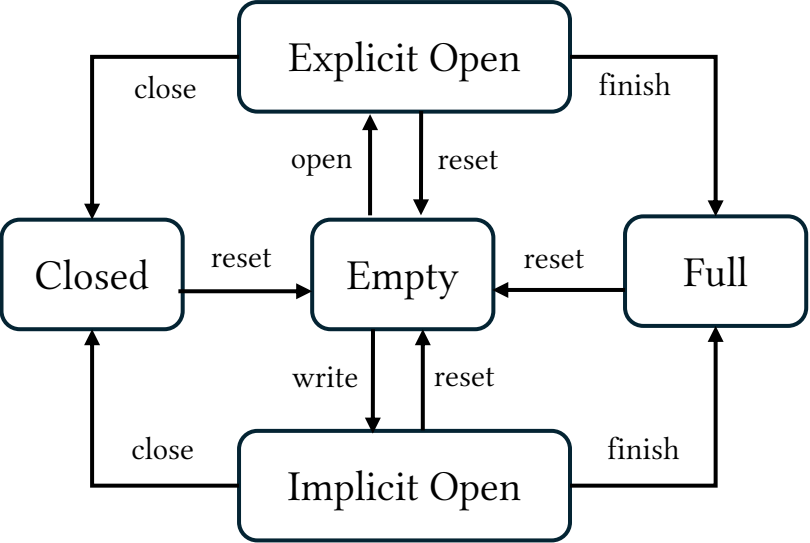 Explicit Open
close
finish
open
reset
Closed
reset
Empty
reset
Full
write
reset
close
finish
Implicit Open